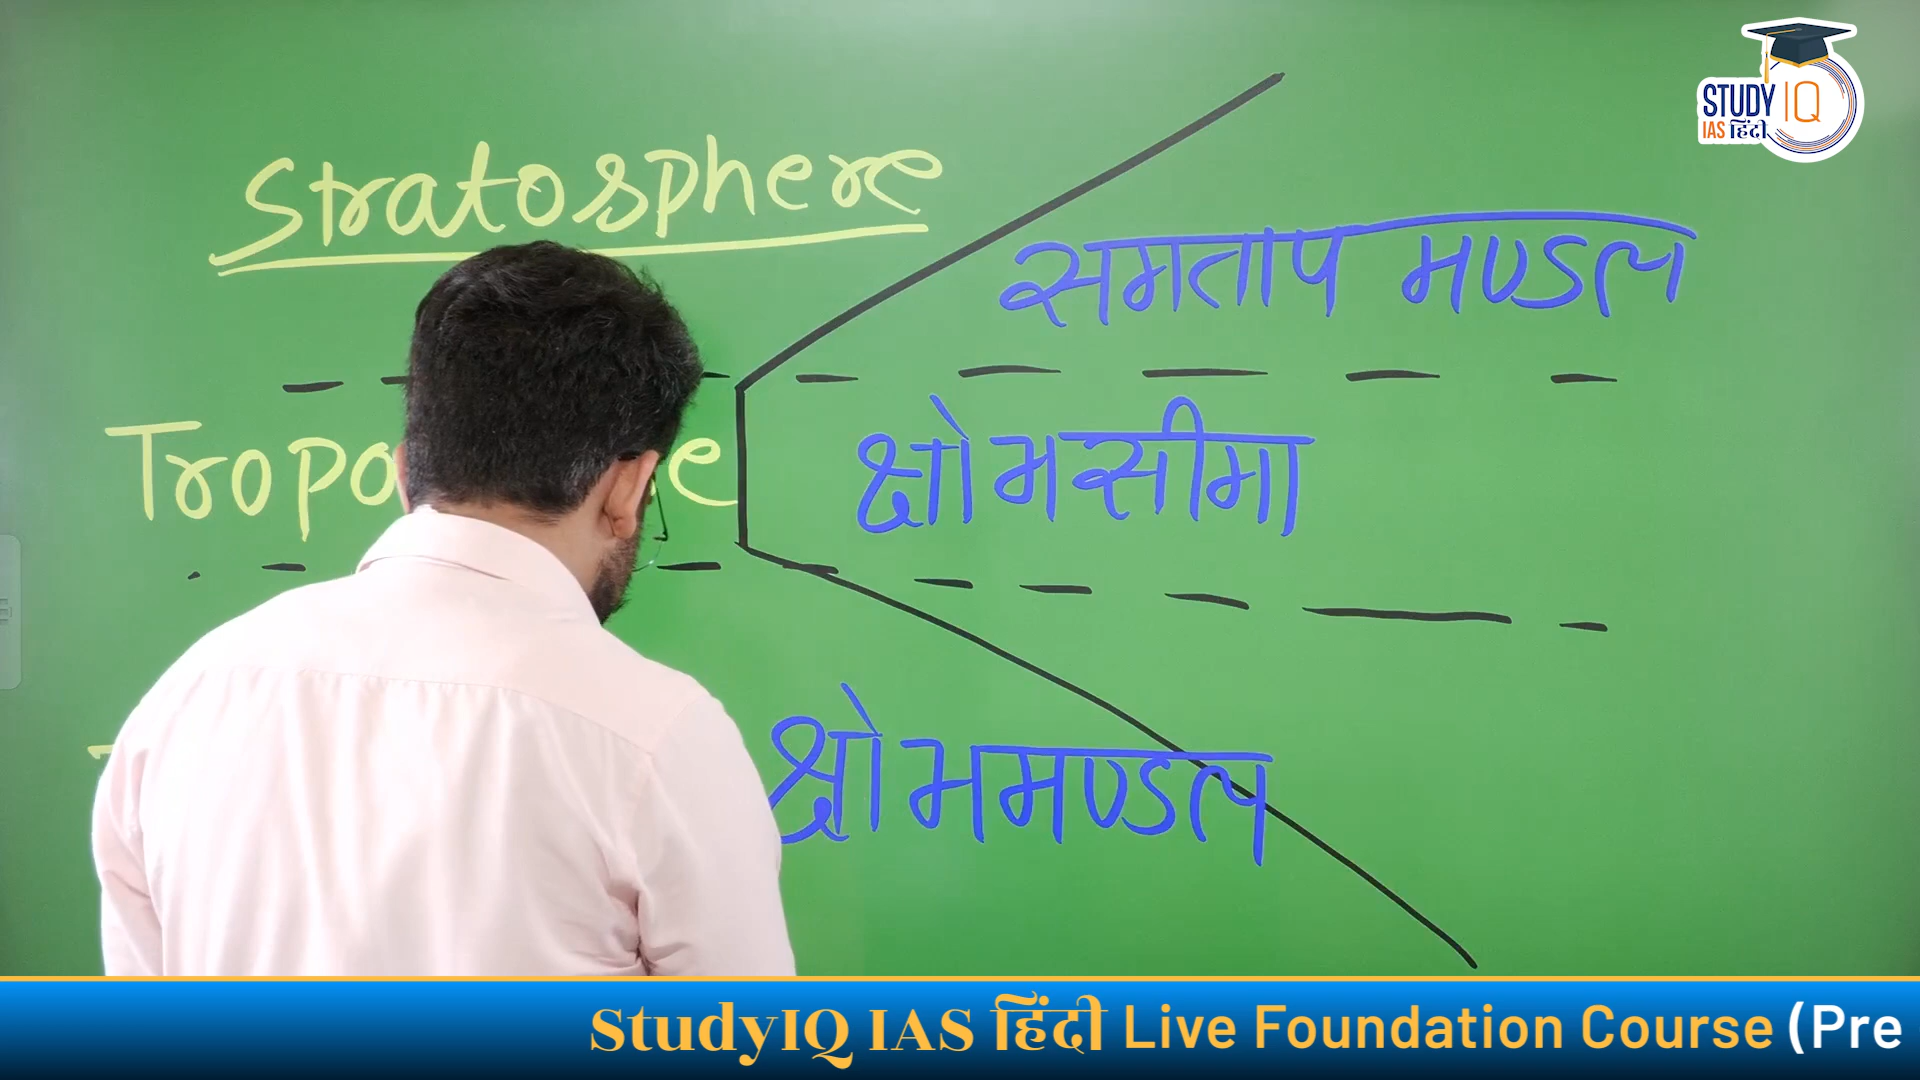 STUDY IQ
IAS हिंदी
Stratosphere
समताप मण्डल
क्षोभसीमा
क्षोभमण्डल
StudyIQ IAS हिंदी Live Foundation Course (Pre